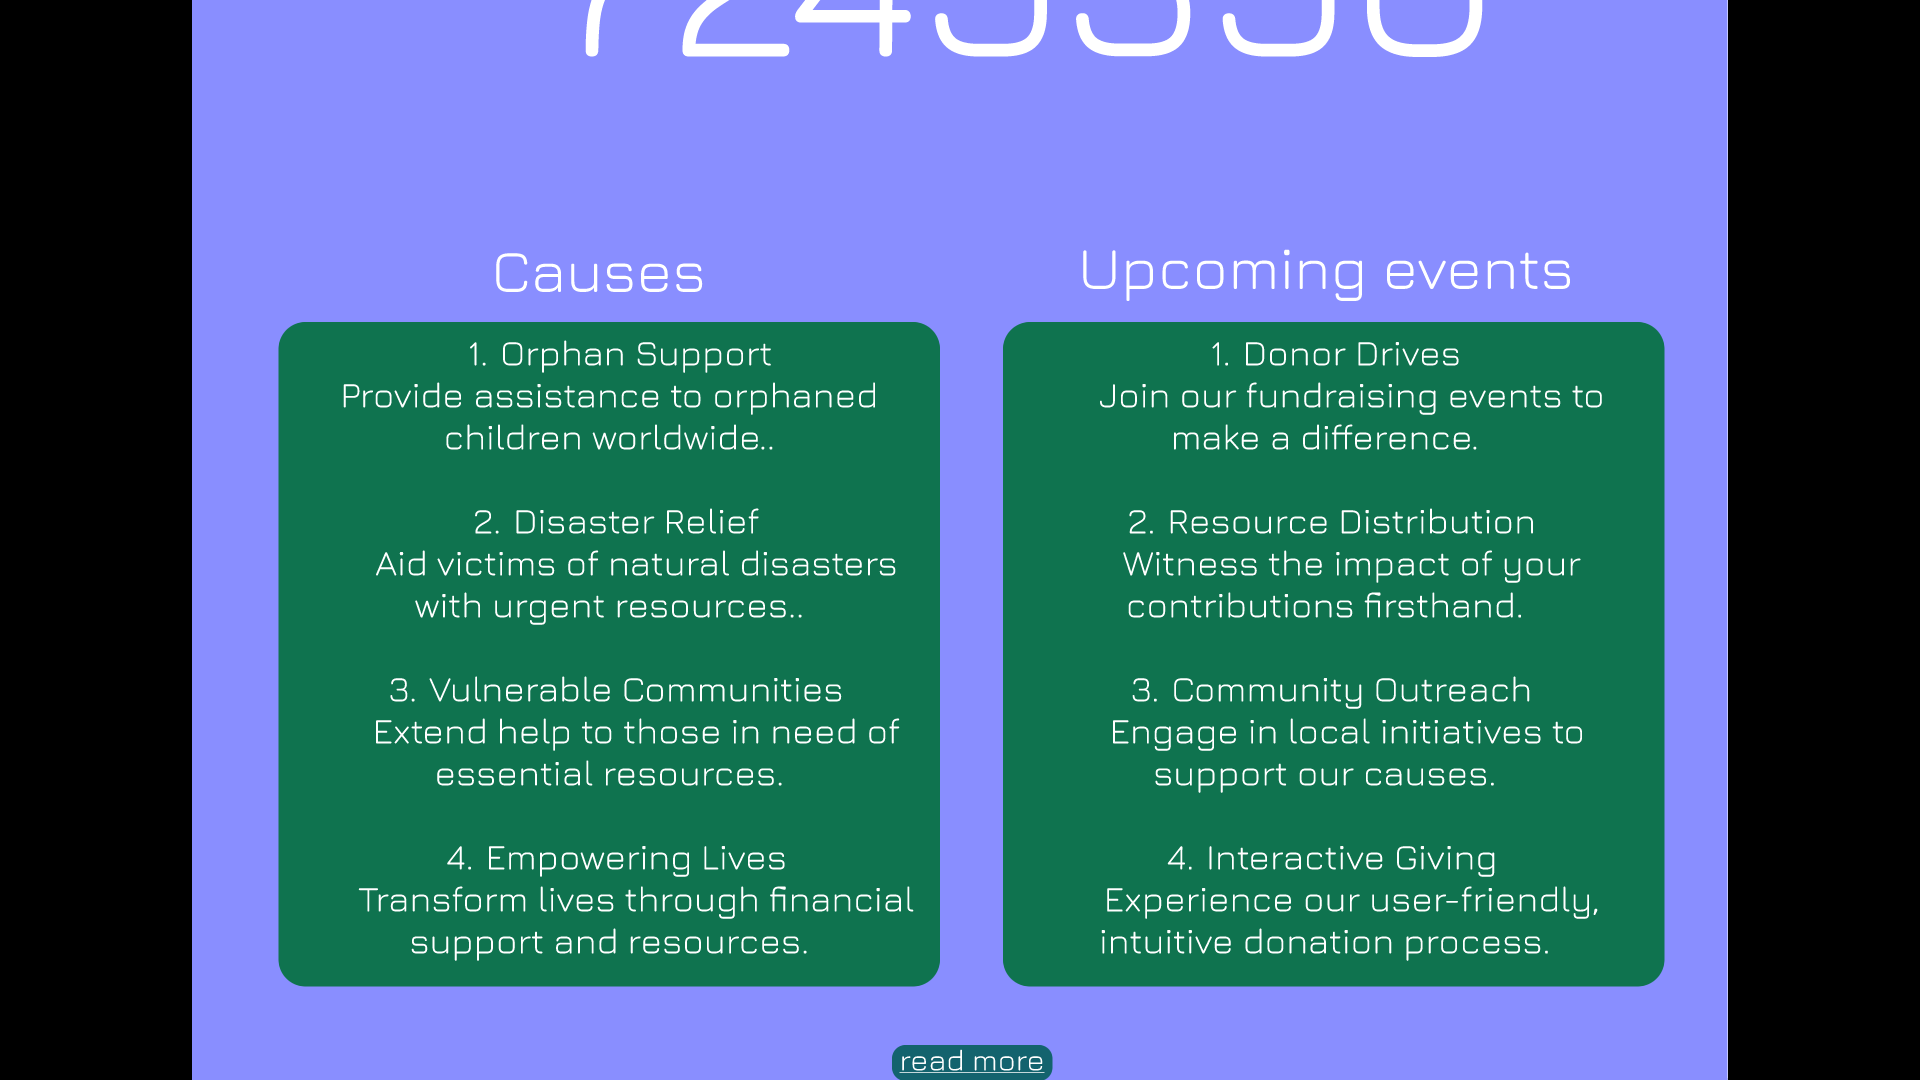 Causes
1. Orphan Support
Provide assistance to orphaned
children worldwide..
2. Disaster Relief
Aid victims of natural disasters
with urgent resources..
3. Vulnerable Communities
Extend help to those in need of
essential resources.
4. Empowering Lives
Transform lives through financial
support and resources.
Upcoming events
1. Donor Drives
Join our fundraising events to
make a difference.
2. Resource Distribution
Witness the impact of your
contributions firsthand.
3. Community Outreach
Engage in local initiatives to
support our causes.
4. Interactive Giving
Experience our user-friendly,
intuitive donation process.
read more